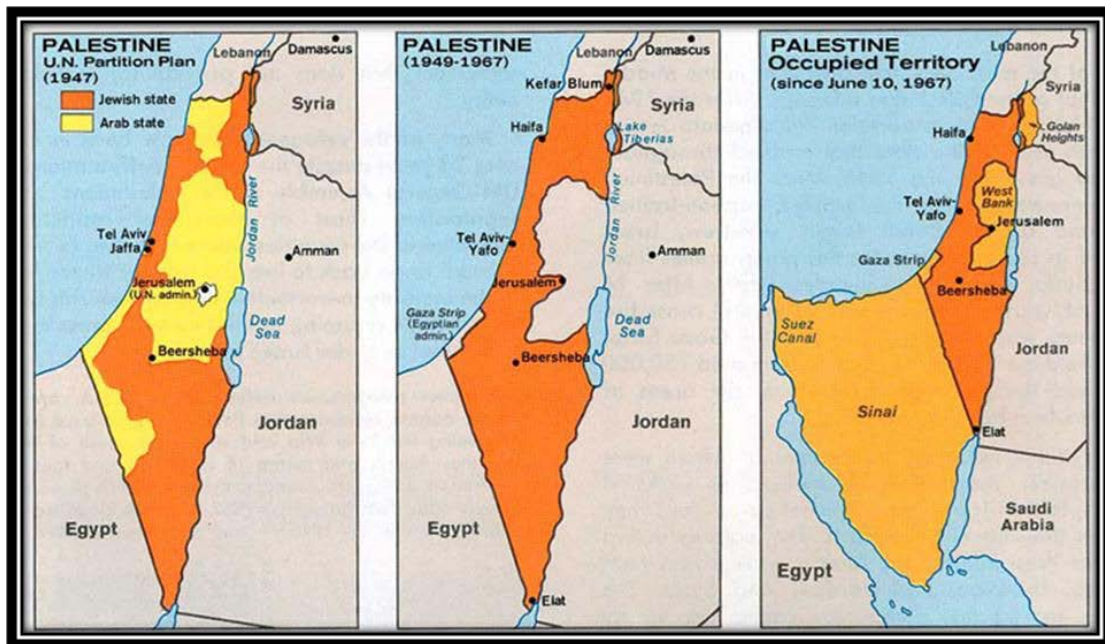 PALESTINE
U.N. Partition Plan
(1947)
Jewish state
Arab state
Lebanon
Damascus
Syria
Tel Aviv
Jaffa
Jordan River
Amman
Jerusalem
(U.N. admin.)
Dead
Sea
Beersheba
Jordan
Egypt
PALESTINE
(1949-1967)
Lebanon
Damascus
Kefar Blum
Syria
Haifa
Lake
Tiberias
Jordan River
Tel Aviv-
Yafo
Amman
Jerusalem
Gaza Strip
(Egyptian
admin.)
Dead
Sea
Beersheba
Jordan
Egypt
Elat
PALESTINE
Occupied Territory
(since June 10, 1967)
Lebanon
Syria
Haifa
Golan
Heights
West
Bank
Tel Aviv-
Yafo
Jerusalem
Gaza Strip
Beersheba
Suez
Canal
Jordan
Sinai
Elat
Saudi
Arabia
Egypt